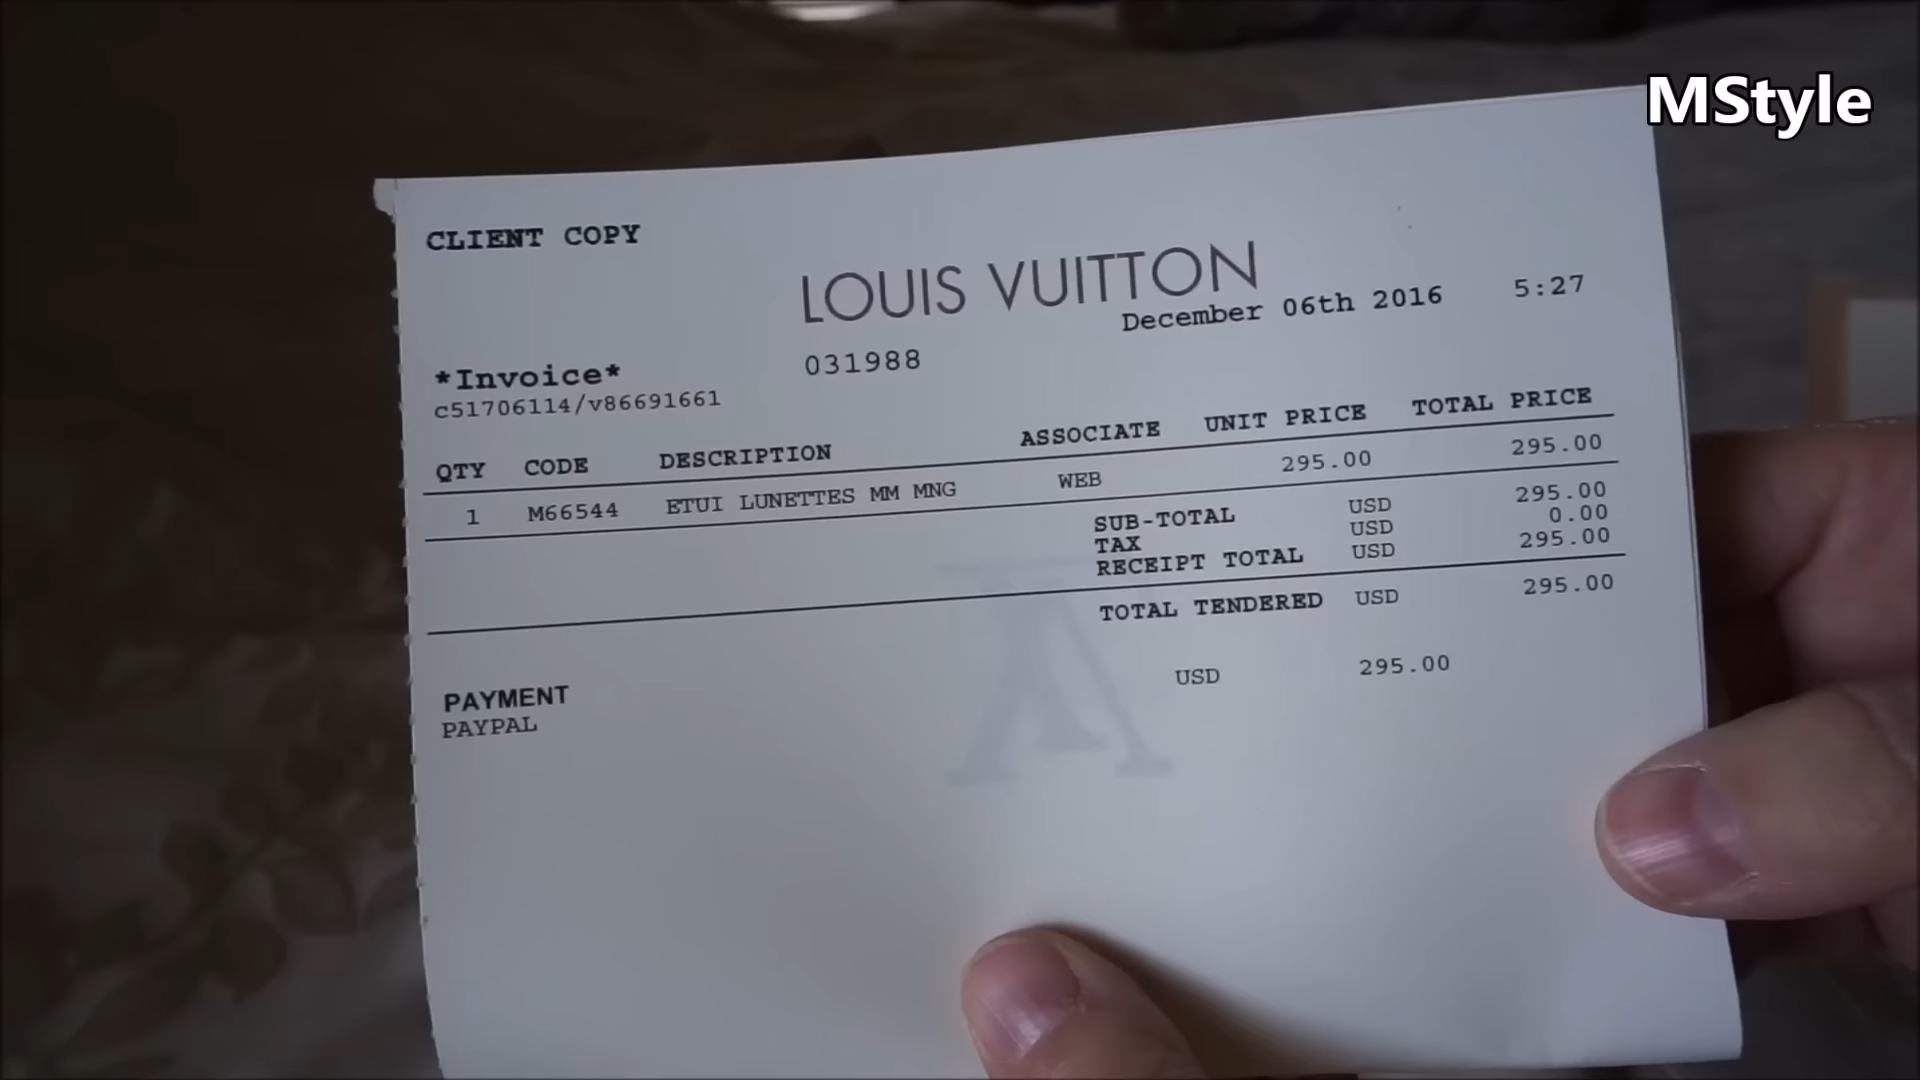 MStyle
CLIENT COPY
LOUIS VUITTON
December 06th 2016 5:27
*Invoice* 031988
c51706114/v86691661
QTY CODE DESCRIPTION ASSOCIATE UNIT PRICE TOTAL PRICE
1 M66544 ETUI LUNETTES MM MNG WEB 295.00 295.00
SUB-TOTAL USD 295.00
TAX USD 0.00
RECEIPT TOTAL USD 295.00
TOTAL TENDERED USD 295.00
PAYMENT
PAYPAL USD 295.00